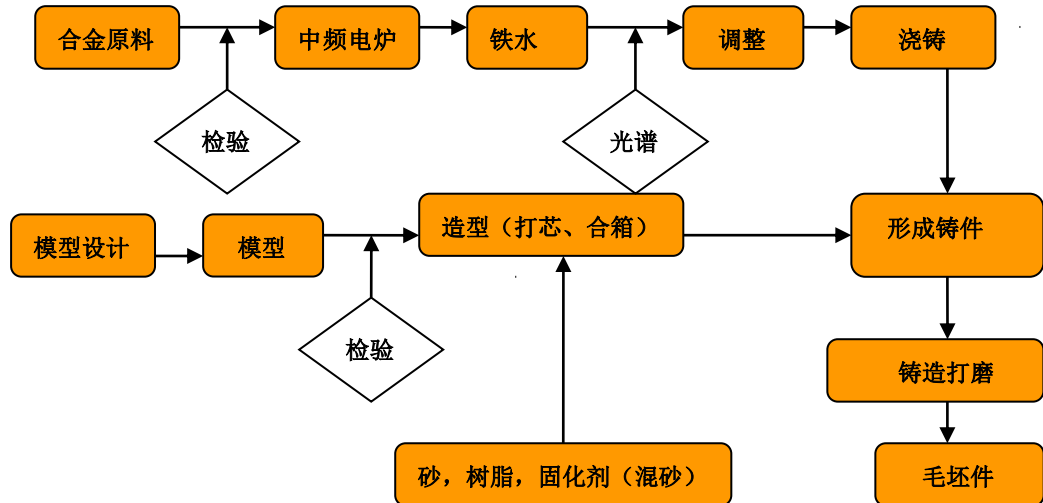 合金原料
中频电炉
铁水
调整
浇铸
检验
光谱
模型设计
模型
造型（打芯、合箱）
形成铸件
检验
铸造打磨
砂，树脂，固化剂（混砂）
毛坯件